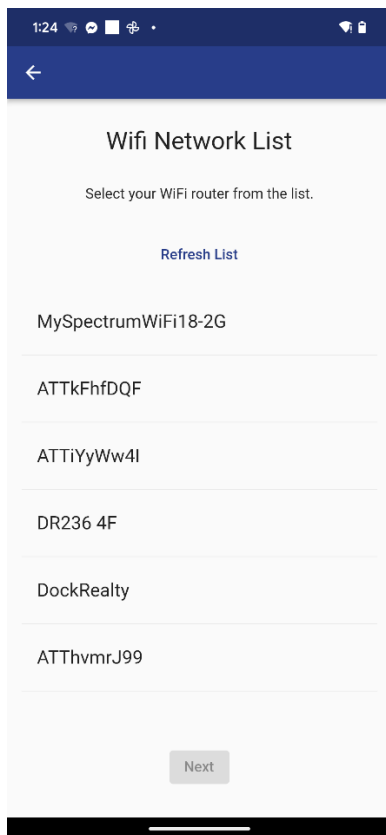 1:24
Wifi Network List
Select your WiFi router from the list.
Refresh List
MySpectrumWiFi18-2G
ATTkFhfDQF
ATTiYyWw4I
DR236 4F
DockRealty
ATThvmrJ99
Next